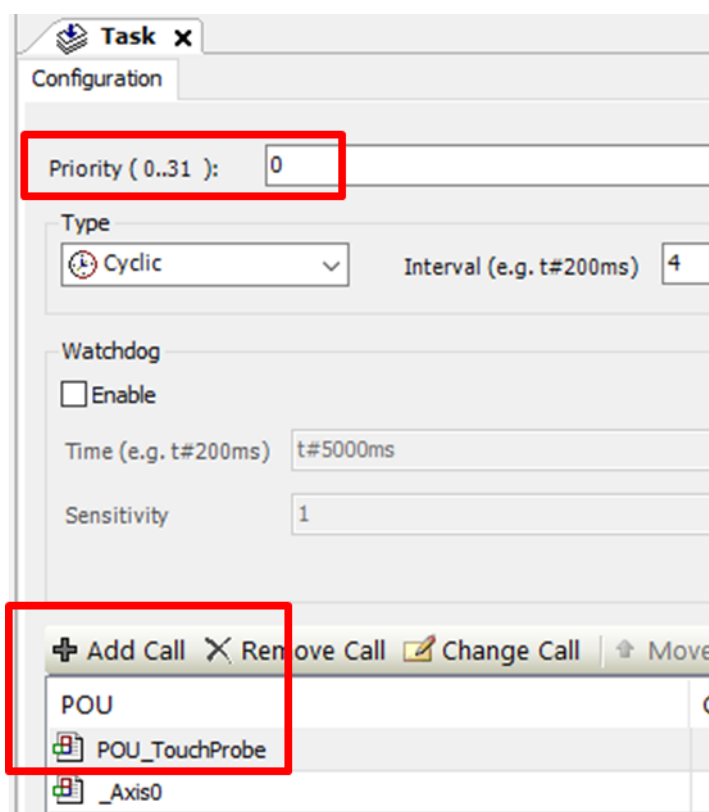 Task x
Configuration
Priority ( 0..31 ): 0
Type
Cyclic Interval (e.g. t#200ms) 4
Watchdog
Enable
Time (e.g. t#200ms) t#5000ms
Sensitivity 1
Add Call Remove Call Change Call Move
POU
POU_TouchProbe
_Axis0